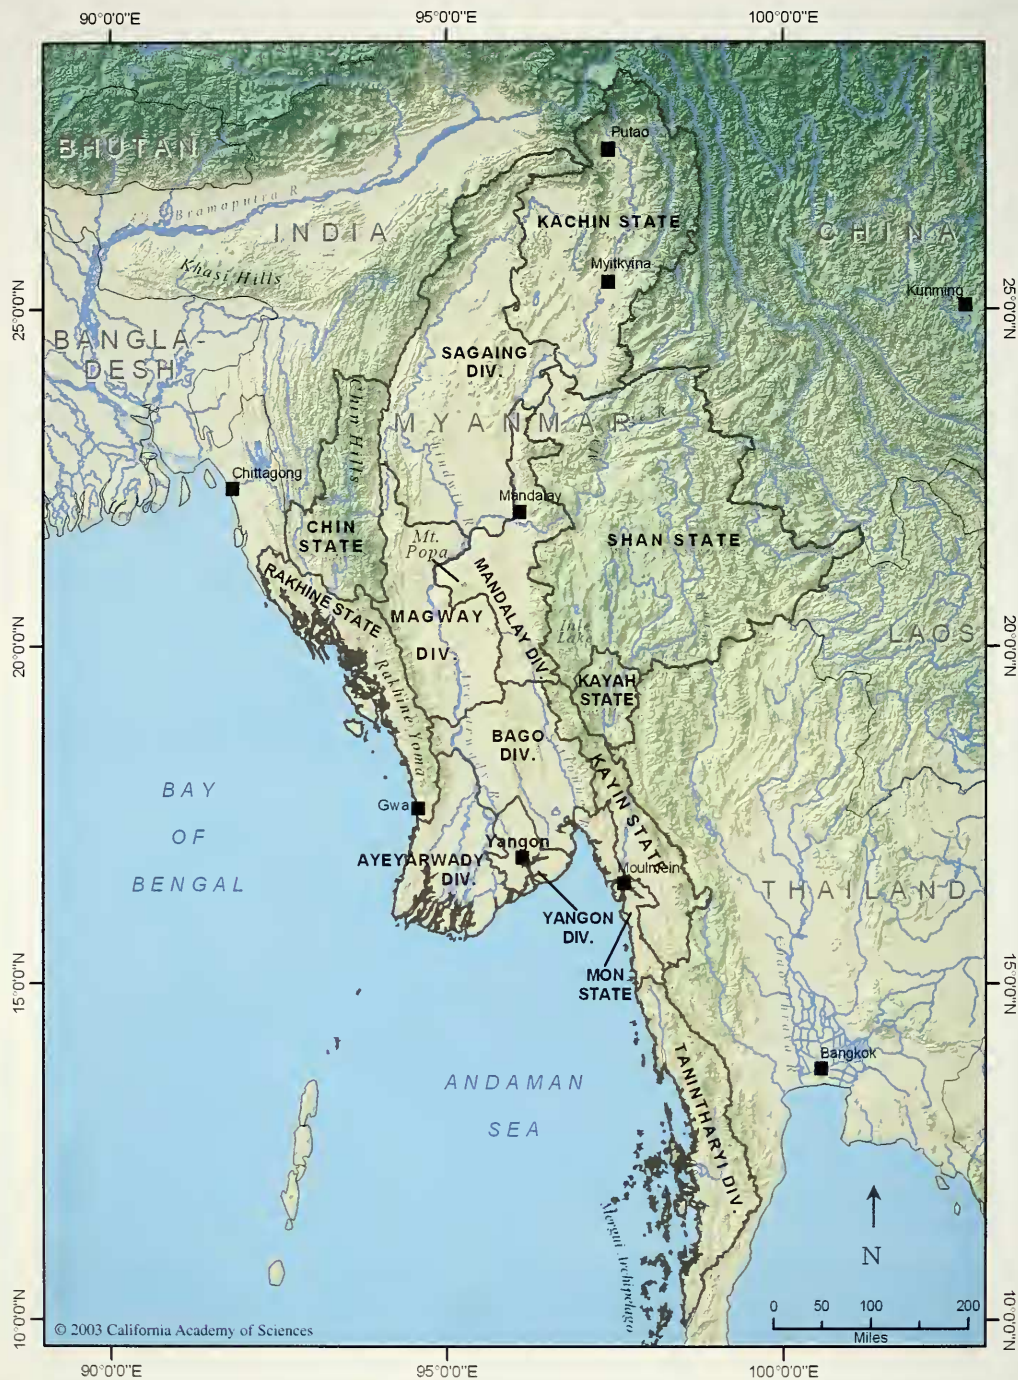 90°0'0"E 95°0'0"E 100°0'0"E
Putao
BHUTAN
Bramaputra R
KACHIN STATE
INDIA
CHINA
Khasi Hills
Myitkyina
Kunming
25°0'0"N
25°0'0"N
BANGLA-
DESH
SAGAING
DIV.
Chin Hills
MYANMAR
R
Chittagong
Mandalay
CHIN
STATE
Mt.
Popa
SHAN STATE
RAKHINE STATE
MANDALAY DIV.
MAGWAY
DIV.
Inle
Lake
LAOS
20°0'0"N
20°0'0"N
KAYAH
STATE
Rakhine Yoma
BAGO
DIV.
KAYIN STATE
BAY
OF
BENGAL
Gwa
Yangon
AYEYARWADY
DIV.
Moulmein
THAILAND
YANGON
DIV.
MON
STATE
15°0'0"N
15°0'0"N
Bangkok
ANDAMAN
SEA
TANINTHARYI DIV.
Mergui Archipelago
N
0 50 100 200
Miles
10°0'0"N
10°0'0"N
© 2003 California Academy of Sciences
90°0'0"E 95°0'0"E 100°0'0"E